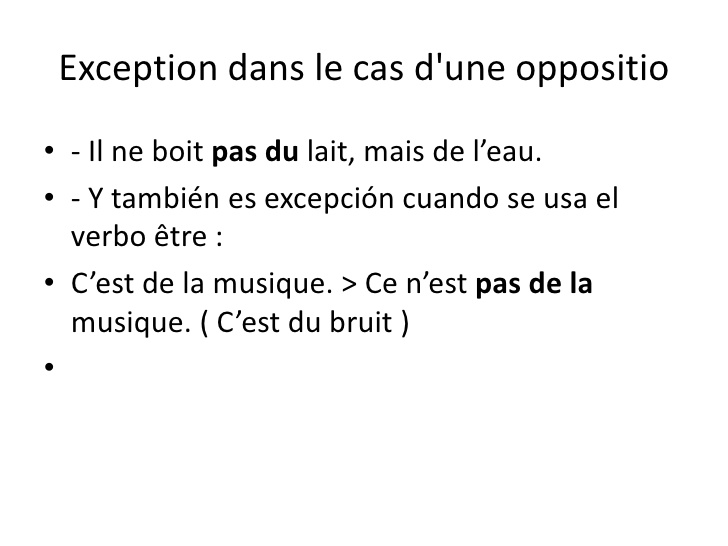 Exception dans le cas d'une oppositio
• - Il ne boit pas du lait, mais de l’eau.
• - Y también es excepción cuando se usa el
verbo être :
• C’est de la musique. > Ce n’est pas de la
musique. ( C’est du bruit )
•